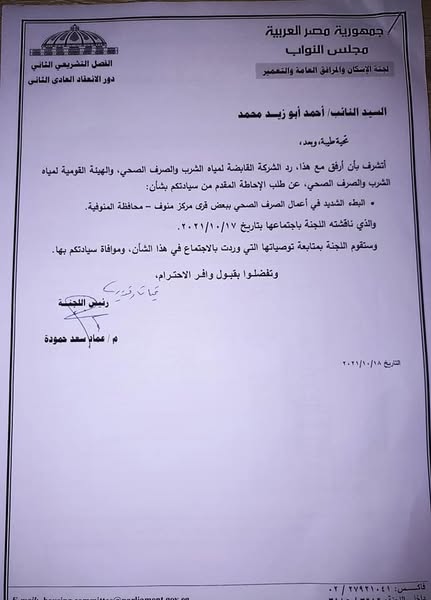 جمهورية مصر العربية
مجلس النواب
لجنة الإسكان والمرافق العامة والتعمير
الفصل التشريعي الثاني
دور الانعقاد العادى الثانى
السيد النائب/ أحمد أبو زيد محمد
تحية طيبة، وبعد،
أتشرف بأن أرفق مع هذا، رد الشركة القابضة لمياه الشرب والصرف الصحي، والهيئة القومية لمياه
الشرب والصرف الصحي، عن طلب الإحاطة المقدم من سيادتكم بشأن:
• البطء الشديد في أعمال الصرف الصحي ببعض قرى مركز منوف - محافظة المنوفية.
والذي ناقشته اللجنة باجتماعها بتاريخ ٢٠٢١/١٠/١٧.
وستقوم اللجنة بمتابعة توصياتها التي وردت بالاجتماع في هذا الشأن، وموافاة سيادتكم بها.
وتفضلوا بقبول وافر الاحترام،
رئيس اللجنة
م/ عماد سعد حمودة
التاريخ ٢٠٢١/١٠/١٨
فاكس: ٢٧٩٢١٠٤١ / ٠٢